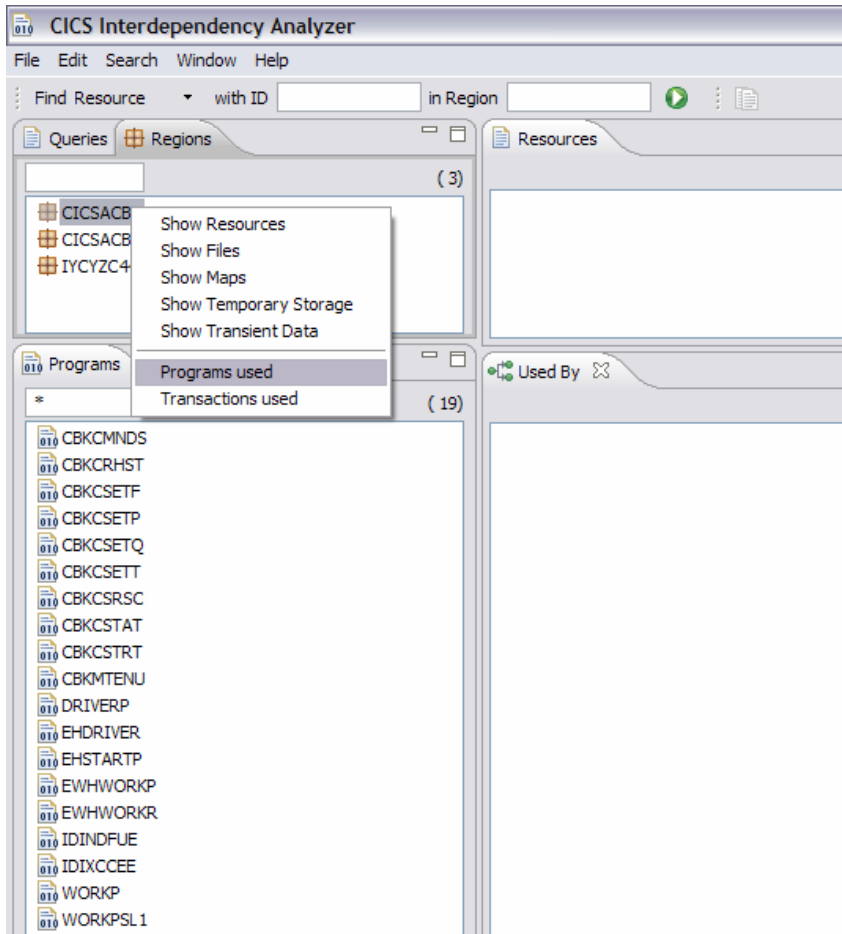 CICS Interdependency Analyzer
File Edit Search Window Help
Find Resource with ID in Region
Queries Regions
( 3)
CICSACB
CICSACB
IYCYZC4
Show Resources
Show Files
Show Maps
Show Temporary Storage
Show Transient Data
Programs used
Transactions used
Programs
* ( 19)
CBKCMNDS
CBKCRHST
CBKCSETF
CBKCSETP
CBKCSETQ
CBKCSETT
CBKCSRSC
CBKCSTAT
CBKCSTRT
CBKMTENU
DRIVERP
EHDRIVER
EHSTARTP
EWHWORKP
EWHWORKR
IDINDFUE
IDIXCCEE
WORKP
WORKPSL1
Resources
Used By